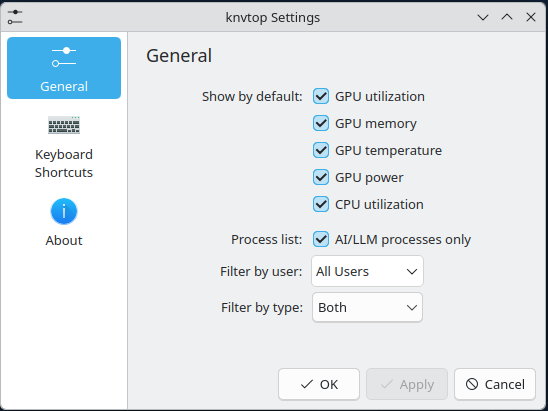 knvtop Settings
General
Keyboard
Shortcuts
About
General
Show by default: GPU utilization
GPU memory
GPU temperature
GPU power
CPU utilization
Process list: AI/LLM processes only
Filter by user: All Users
Filter by type: Both
OK Apply Cancel